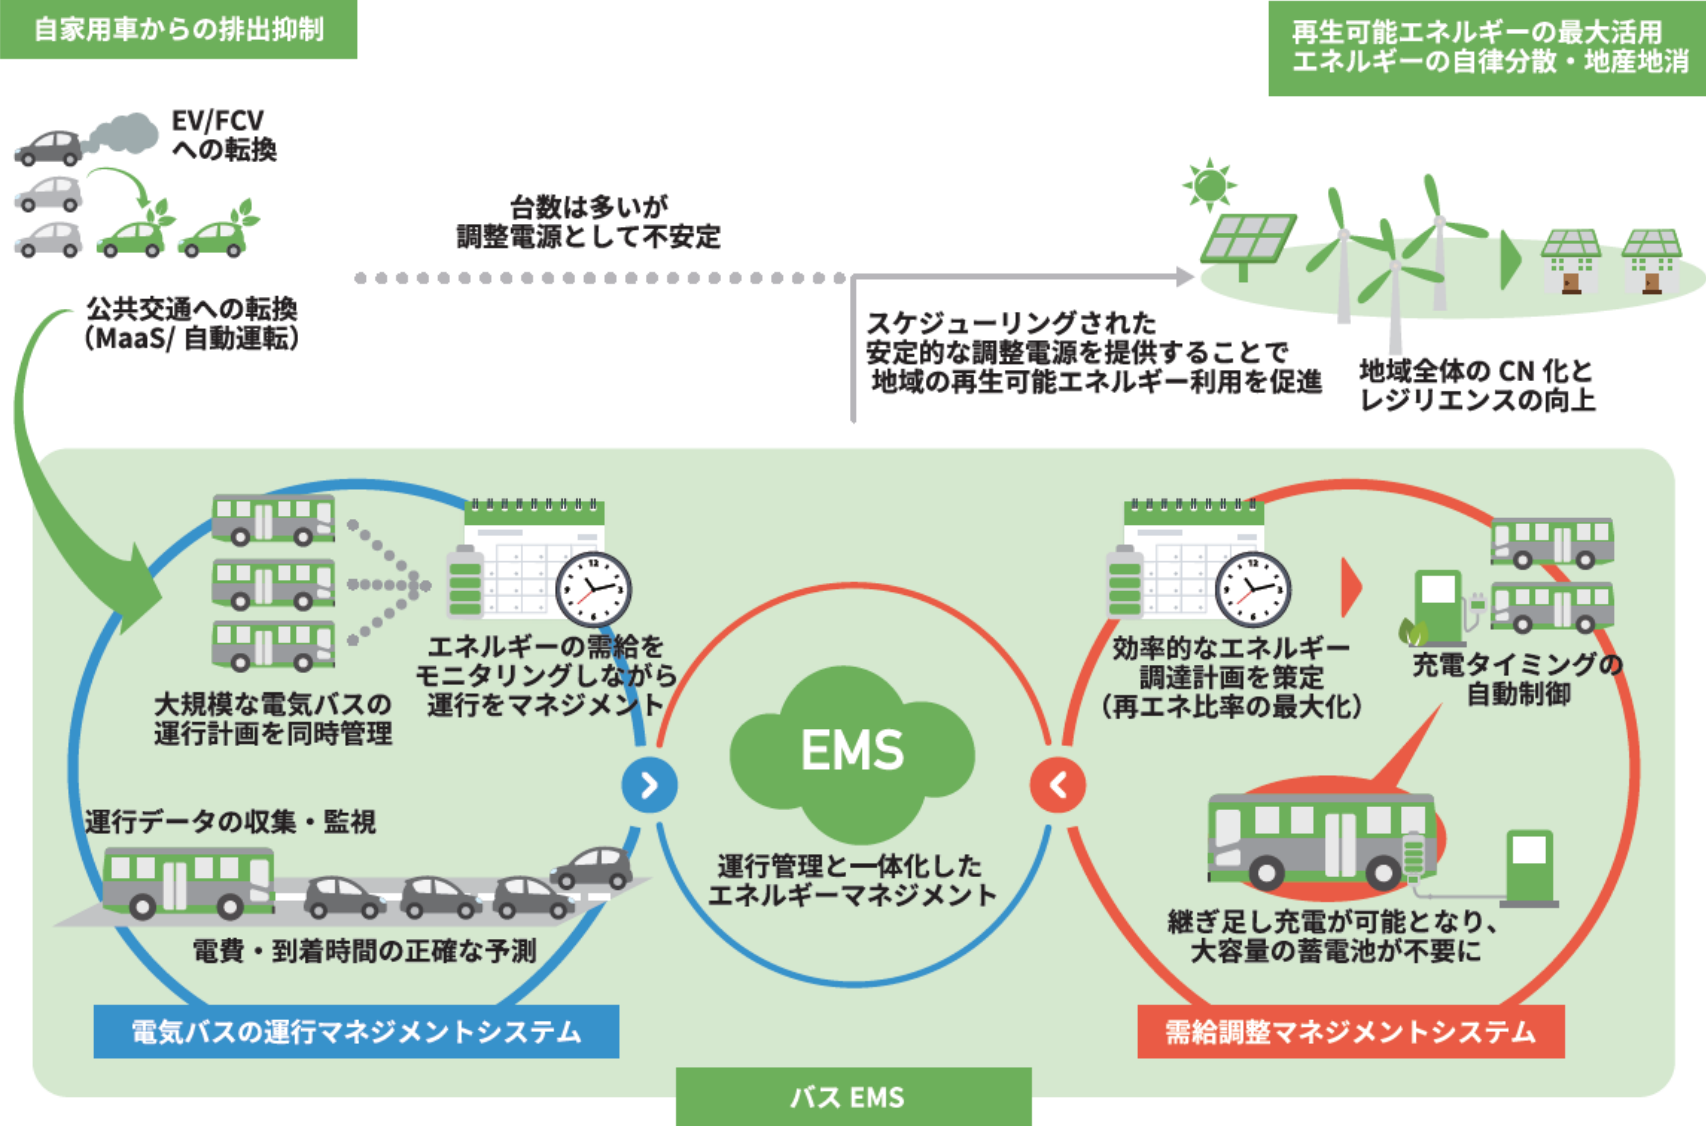 自家用車からの排出抑制
再生可能エネルギーの最大活用
エネルギーの自律分散・地産地消
EV/FCV
への転換
台数は多いが
調整電源として不安定
公共交通への転換
（MaaS/ 自動運転）
スケジューリングされた
安定的な調整電源を提供することで
地域の再生可能エネルギー利用を促進
地域全体の CN 化と
レジリエンスの向上
大規模な電気バスの
運行計画を同時管理
12
3
6
9
エネルギーの需給を
モニタリングしながら
運行をマネジメント
運行データの収集・監視
電費・到着時間の正確な予測
電気バスの運行マネジメントシステム
EMS
運行管理と一体化した
エネルギーマネジメント
12
3
6
9
効率的なエネルギー
調達計画を策定
（再エネ比率の最大化）
充電タイミングの
自動制御
継ぎ足し充電が可能となり、
大容量の蓄電池が不要に
需給調整マネジメントシステム
バス EMS